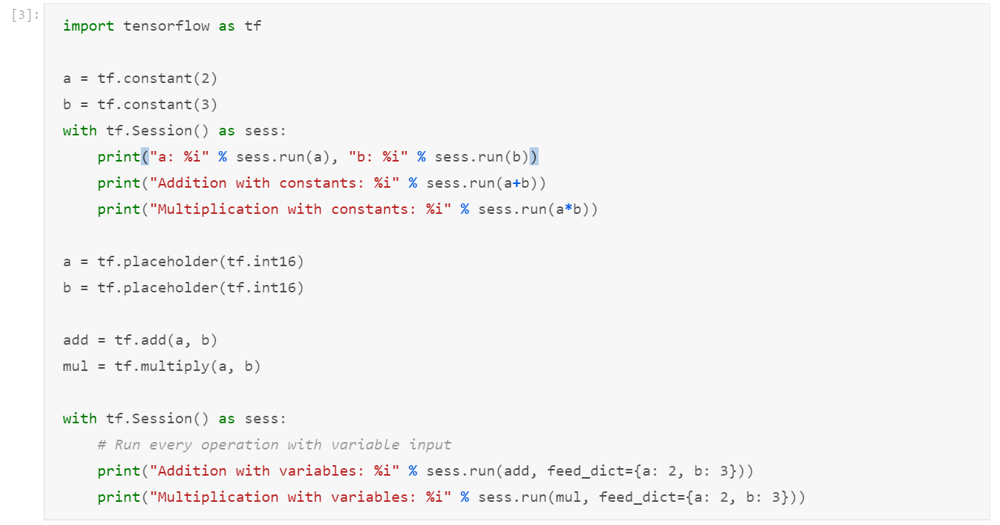 [3]:
import tensorflow as tf
a = tf.constant(2)
b = tf.constant(3)
with tf.Session() as sess:
    print("a: %i" % sess.run(a), "b: %i" % sess.run(b))
    print("Addition with constants: %i" % sess.run(a+b))
    print("Multiplication with constants: %i" % sess.run(a*b))
a = tf.placeholder(tf.int16)
b = tf.placeholder(tf.int16)
add = tf.add(a, b)
mul = tf.multiply(a, b)
with tf.Session() as sess:
    # Run every operation with variable input
    print("Addition with variables: %i" % sess.run(add, feed_dict={a: 2, b: 3}))
    print("Multiplication with variables: %i" % sess.run(mul, feed_dict={a: 2, b: 3}))